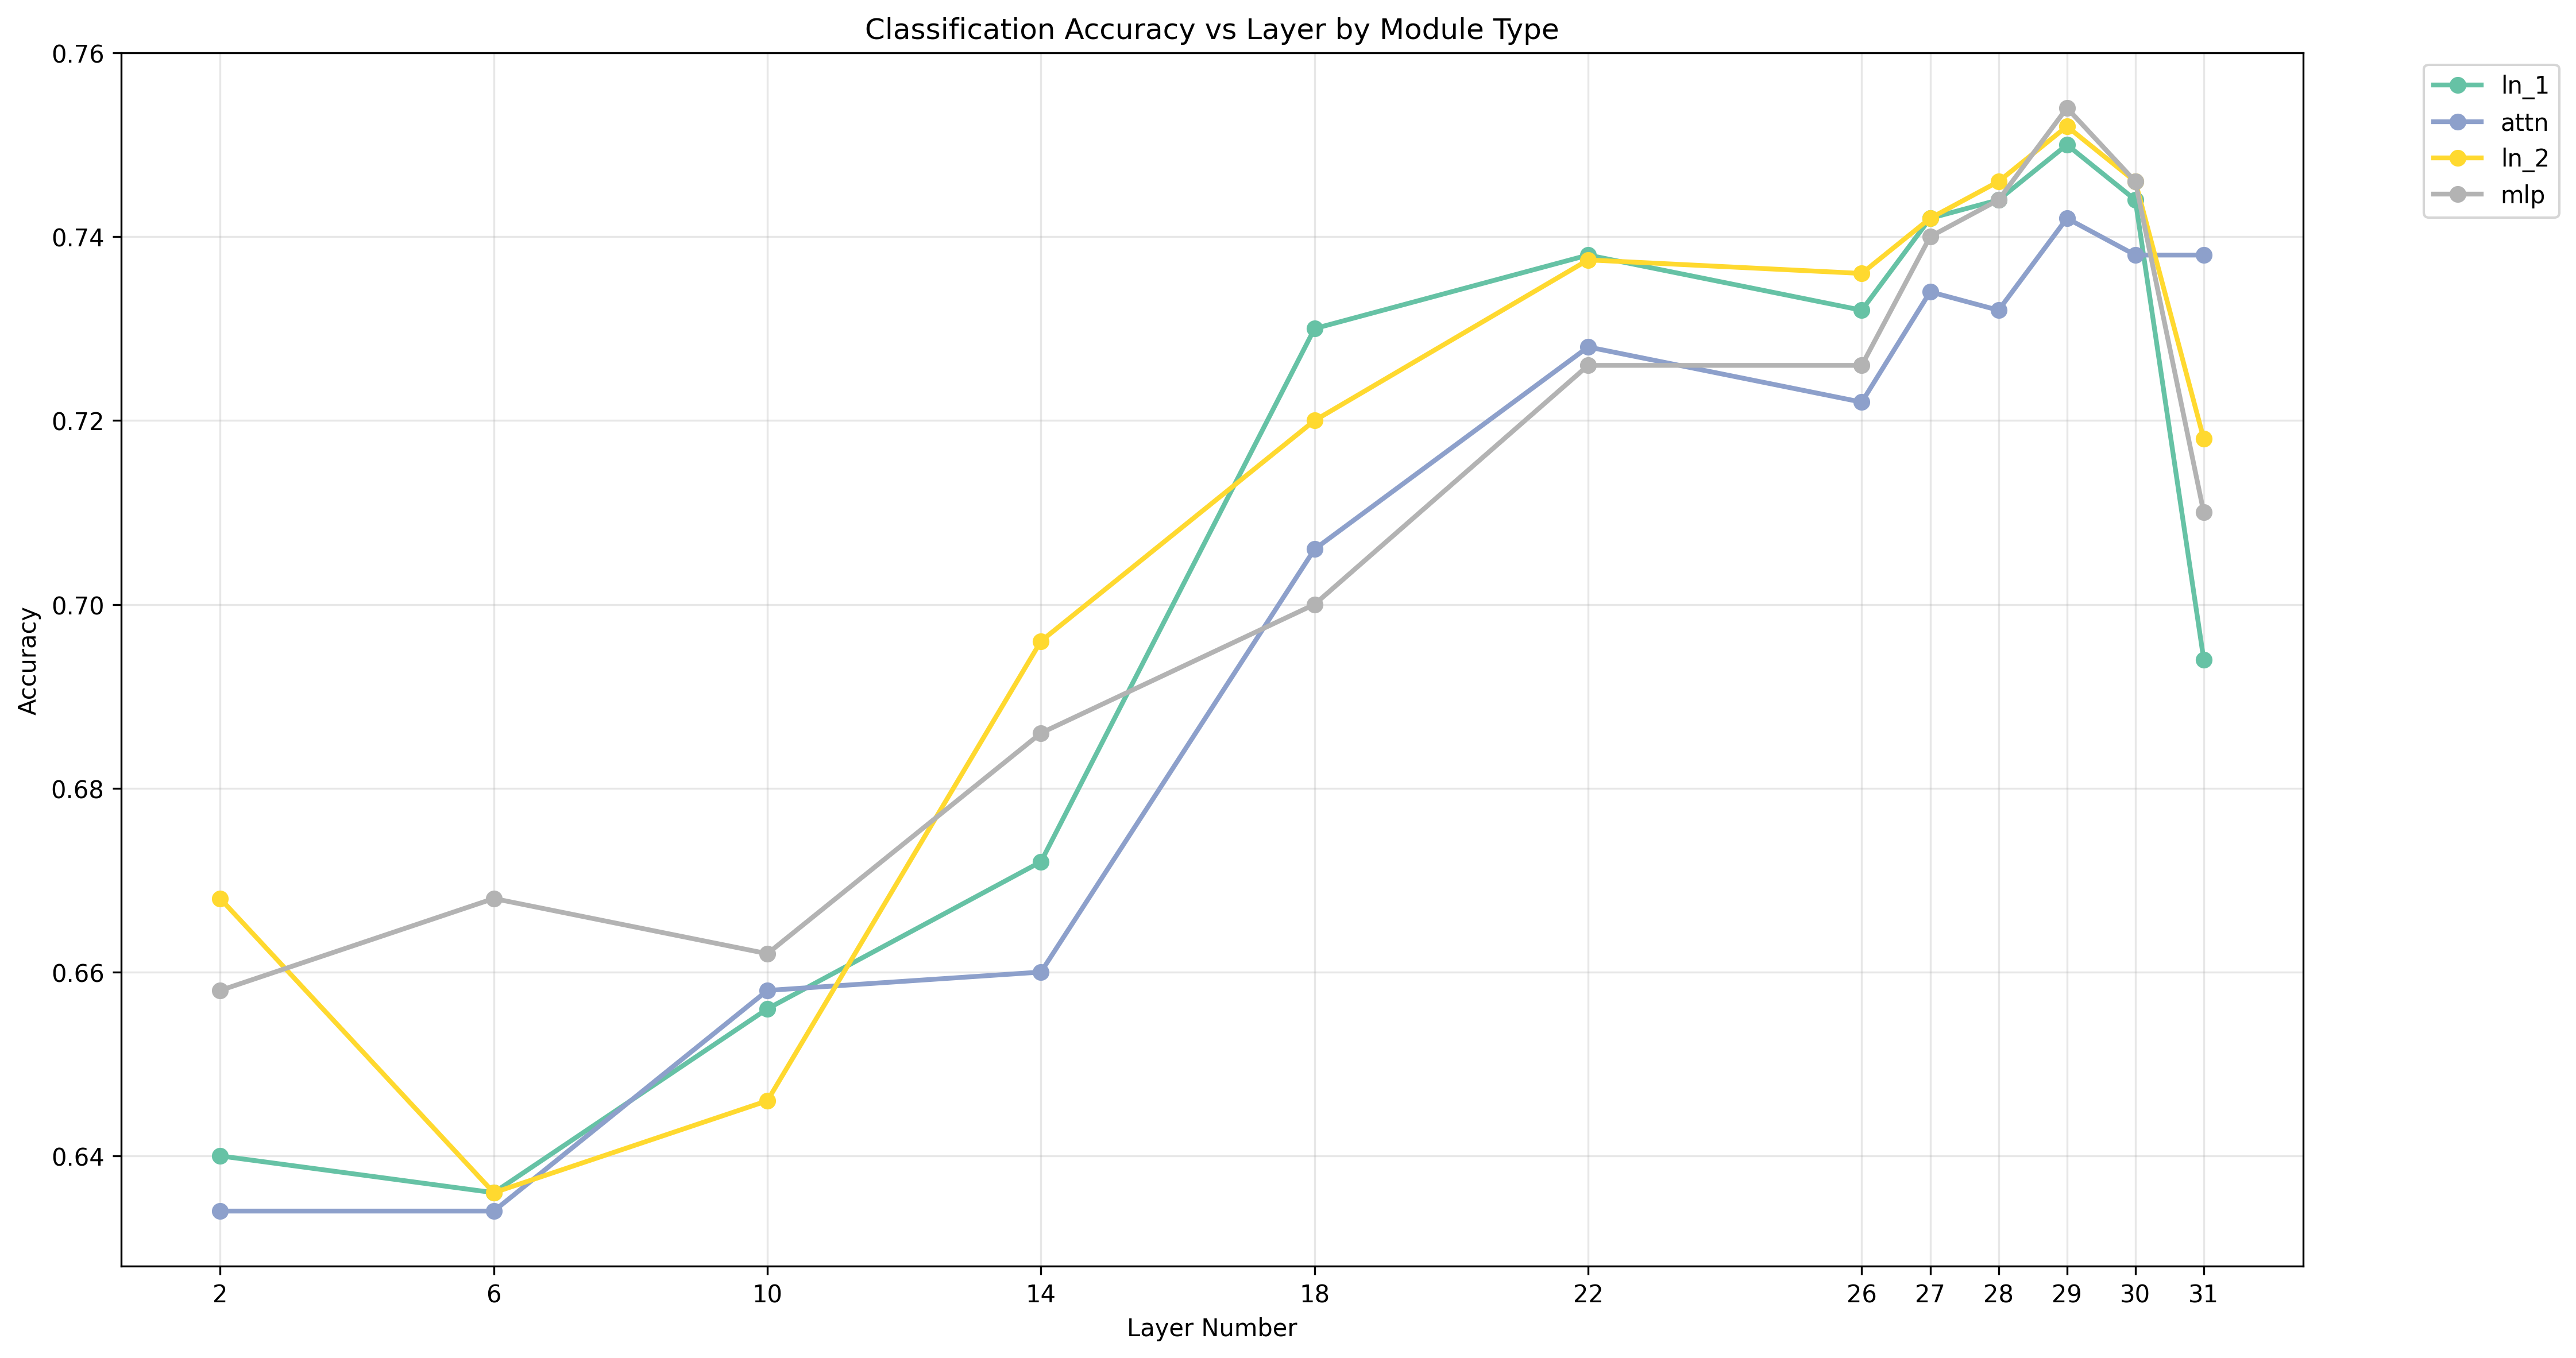 Classification Accuracy vs Layer by Module Type
0.76
0.74
0.72
0.70
0.68
0.66
0.64
Accuracy
2 6 10 14 18 22 26 27 28 29 30 31
Layer Number
ln_1
attn
ln_2
mlp